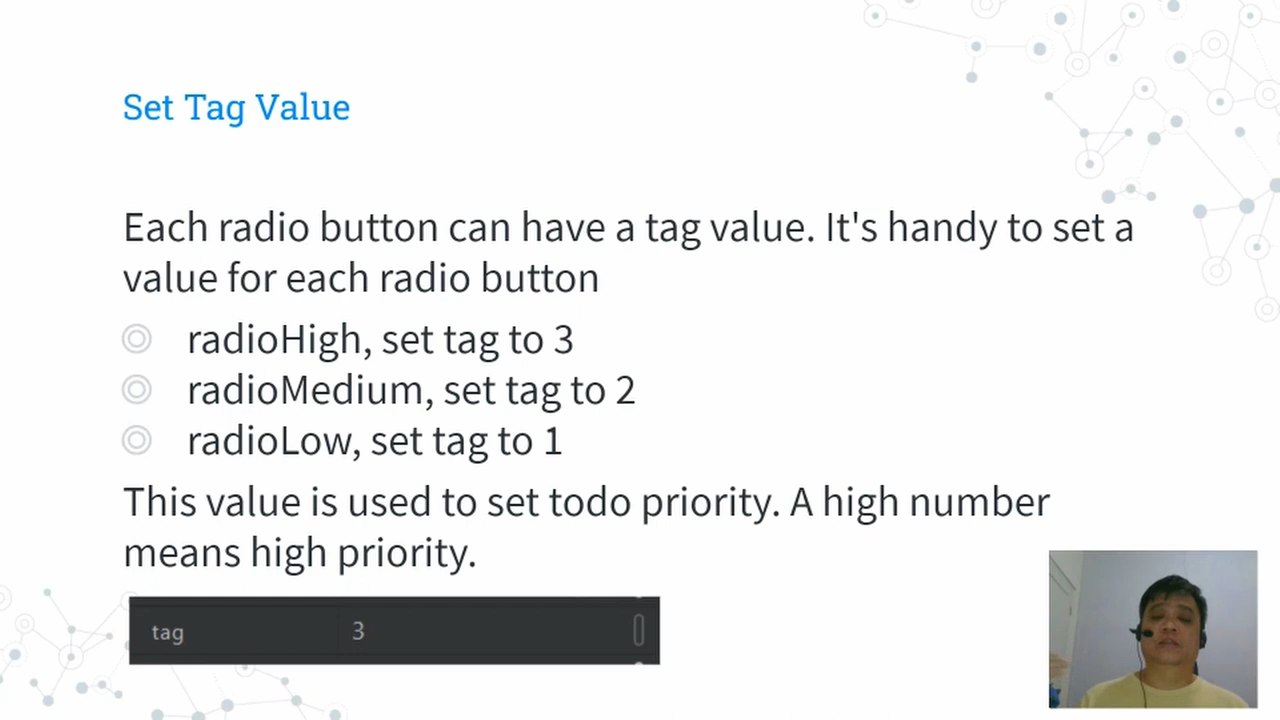 Set Tag Value
Each radio button can have a tag value. It's handy to set a
value for each radio button
radioHigh, set tag to 3
radioMedium, set tag to 2
radioLow, set tag to 1
This value is used to set todo priority. A high number
means high priority.
tag 3